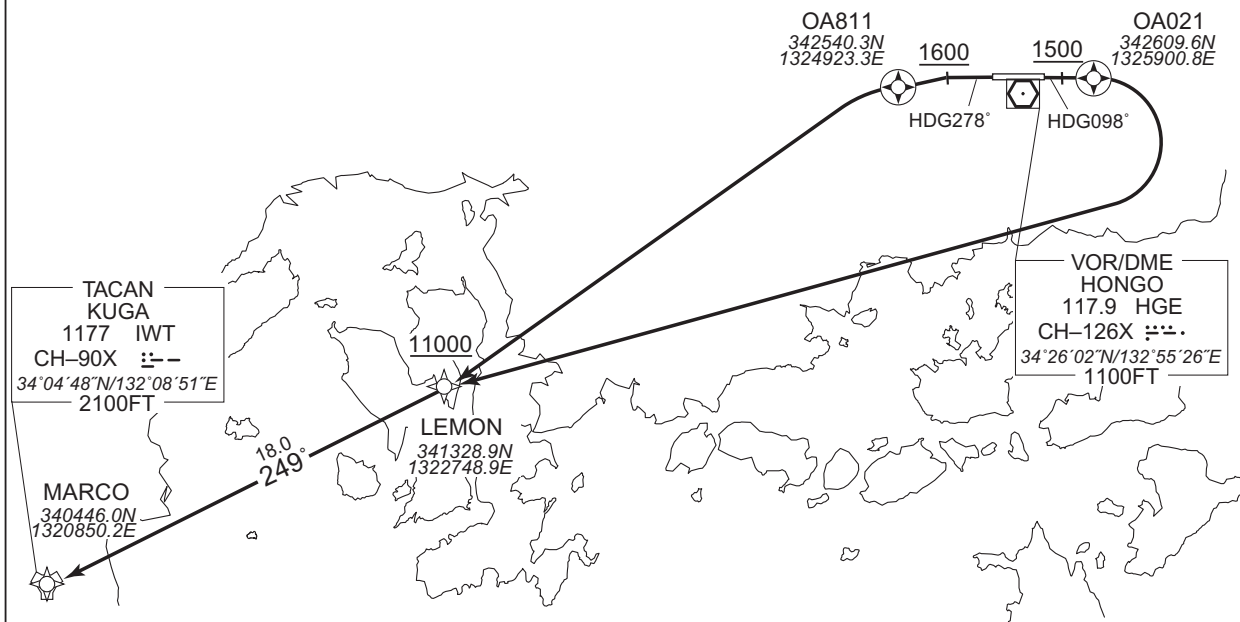 OA811
342540.3N
1324923.3E
1600
1500
OA021
342609.6N
1325900.8E
HDG278°
HDG098°
TACAN
KUGA
1177 IWT
CH–90X
34°04´48˝N/132°08´51˝E
2100FT
11000
VOR/DME
HONGO
117.9 HGE
CH–126X
34°26´02˝N/132°55´26˝E
1100FT
LEMON
341328.9N
1322748.9E
18.0
249°
MARCO
340446.0N
1320850.2E